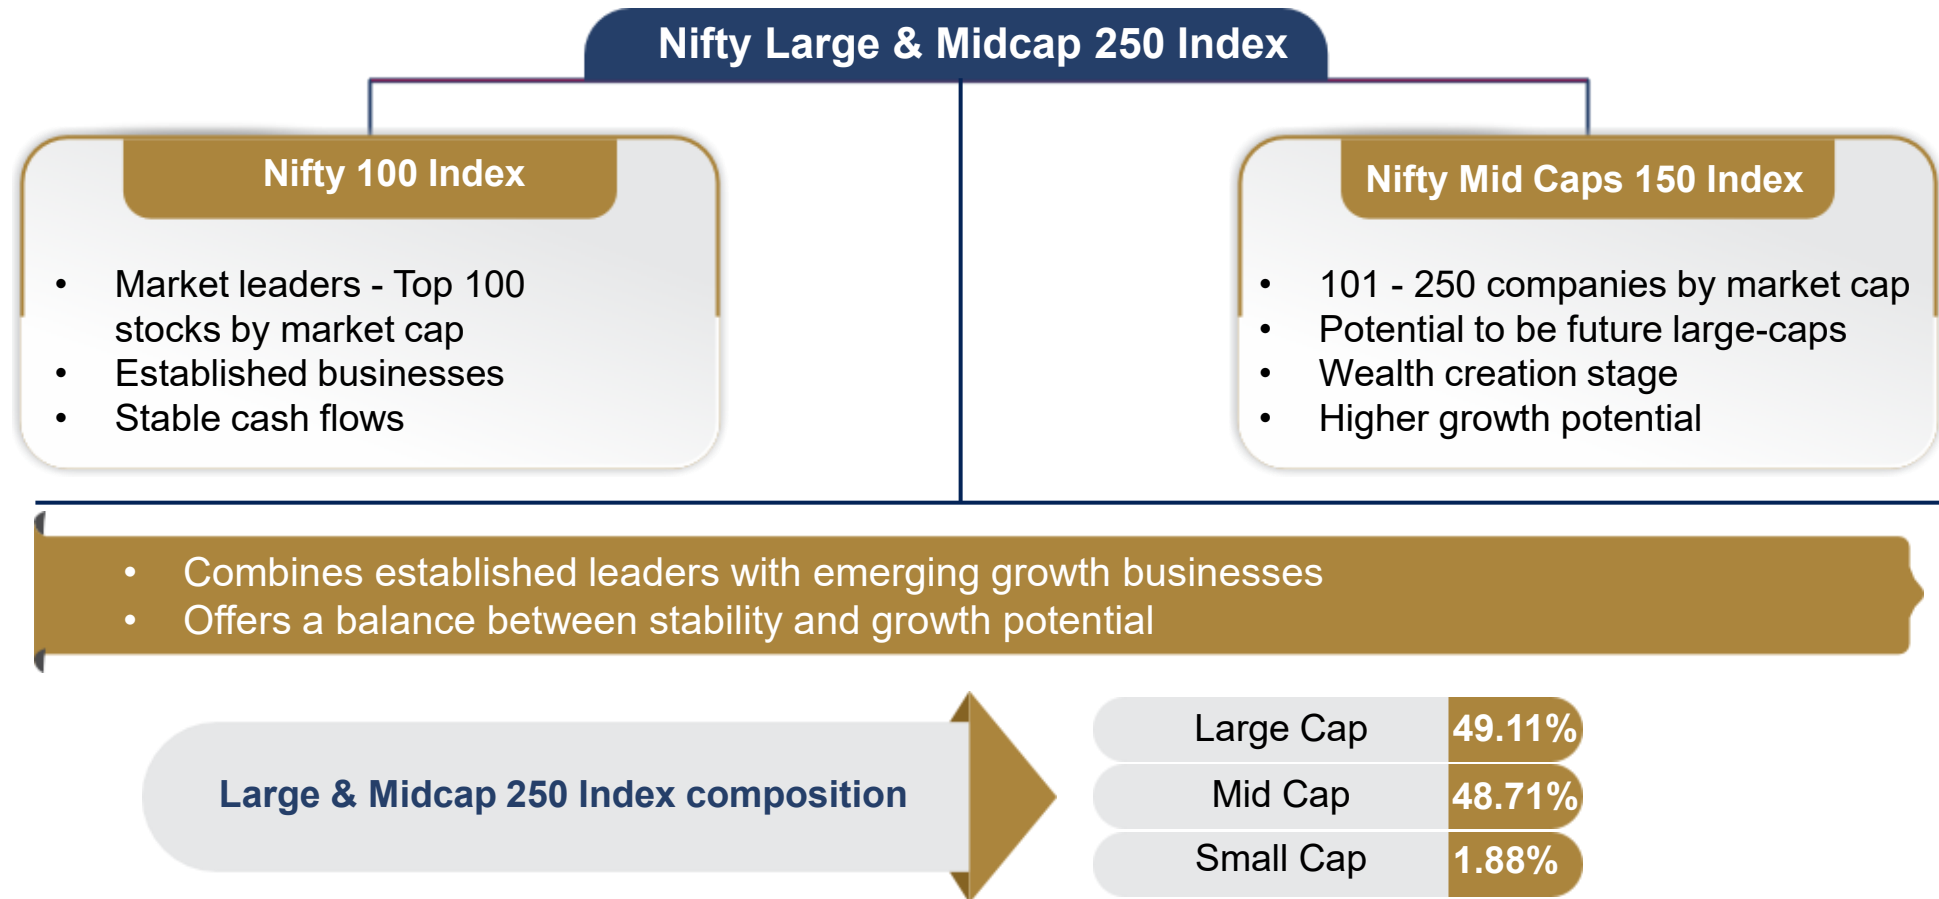 Nifty Large & Midcap 250 Index
Nifty 100 Index
• Market leaders - Top 100
stocks by market cap
• Established businesses
• Stable cash flows
Nifty Mid Caps 150 Index
• 101 - 250 companies by market cap
• Potential to be future large-caps
• Wealth creation stage
• Higher growth potential
• Combines established leaders with emerging growth businesses
• Offers a balance between stability and growth potential
Large & Midcap 250 Index composition
Large Cap 49.11%
Mid Cap 48.71%
Small Cap 1.88%